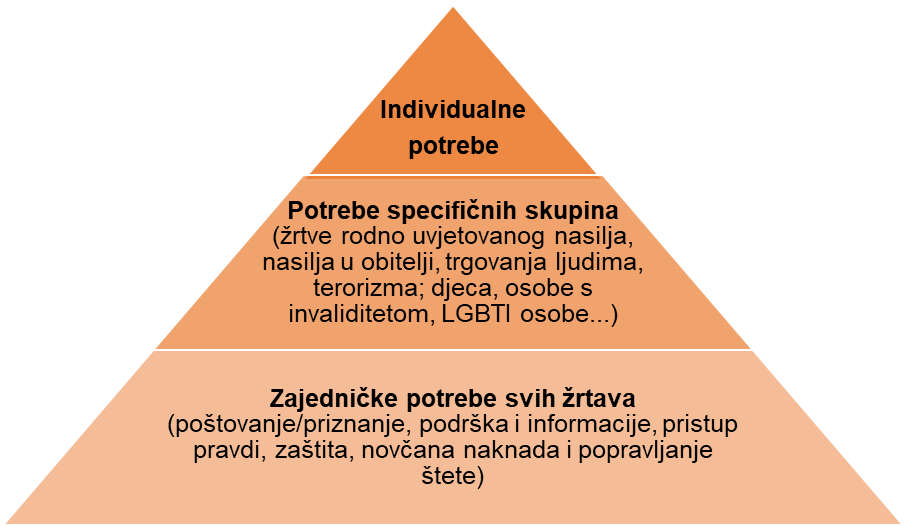 Individualne
potrebe
Potrebe specifičnih skupina
(žrtve rodno uvjetovanog nasilja,
nasilja u obitelji, trgovanja ljudima,
terorizma; djeca, osobe s
invaliditetom, LGBTI osobe...)
Zajedničke potrebe svih žrtava
(poštovanje/priznanje, podrška i informacije, pristup
pravdi, zaštita, novčana naknada i popravljanje
štete)